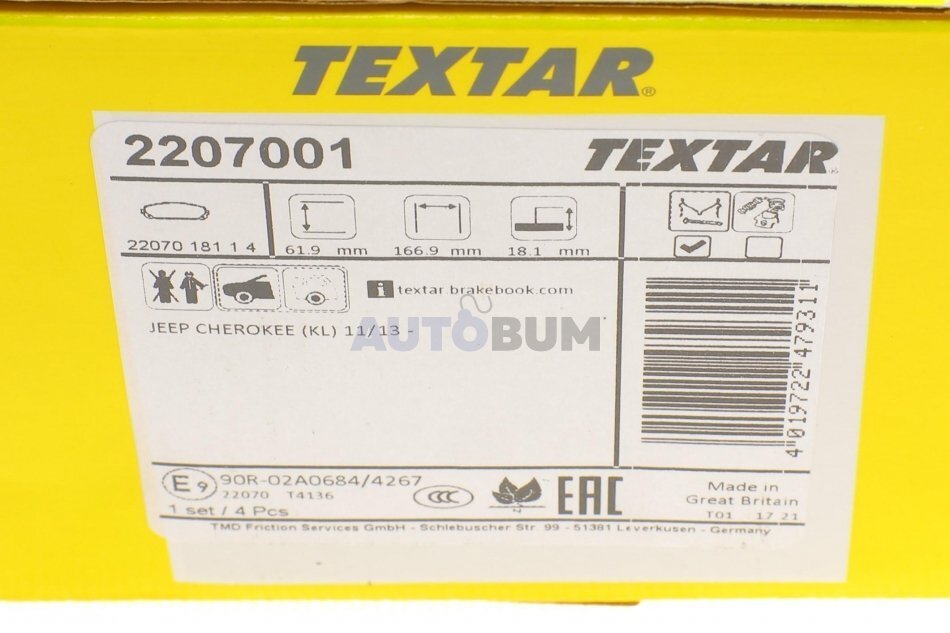 TEXTAR®
2207001 TEXTAR®
22070 181 1 4 61.9 mm 166.9 mm 18.1 mm
i textar brakebook.com
JEEP CHEROKEE (KL) 11/13 -
AUTOBUM
4 019722 479311
E9 90R-02A0684/4267
22070 T4136
CCC EAC
1 set / 4 Pcs
Made in
Great Britain
T01 17 21
TMD Friction Services GmbH - Schlebuscher Str. 99 - 51381 Leverkusen - Germany